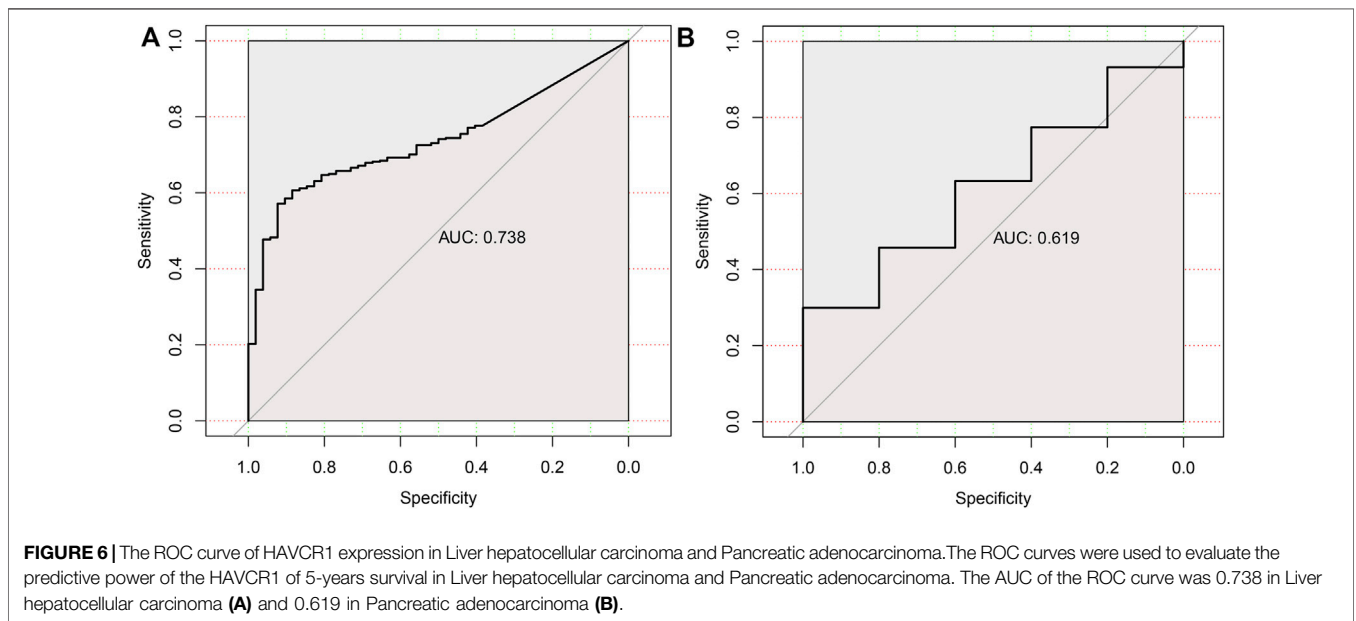 A
1.0
0.8
0.6
0.4
0.2
0.0
Sensitivity
AUC: 0.738
1.0 0.8 0.6 0.4 0.2 0.0
Specificity
B
1.0
0.8
0.6
0.4
0.2
0.0
Sensitivity
AUC: 0.619
1.0 0.8 0.6 0.4 0.2 0.0
Specificity
FIGURE 6 | The ROC curve of HAVCR1 expression in Liver hepatocellular carcinoma and Pancreatic adenocarcinoma.The ROC curves were used to evaluate the
predictive power of the HAVCR1 of 5-years survival in Liver hepatocellular carcinoma and Pancreatic adenocarcinoma. The AUC of the ROC curve was 0.738 in Liver
hepatocellular carcinoma (A) and 0.619 in Pancreatic adenocarcinoma (B).